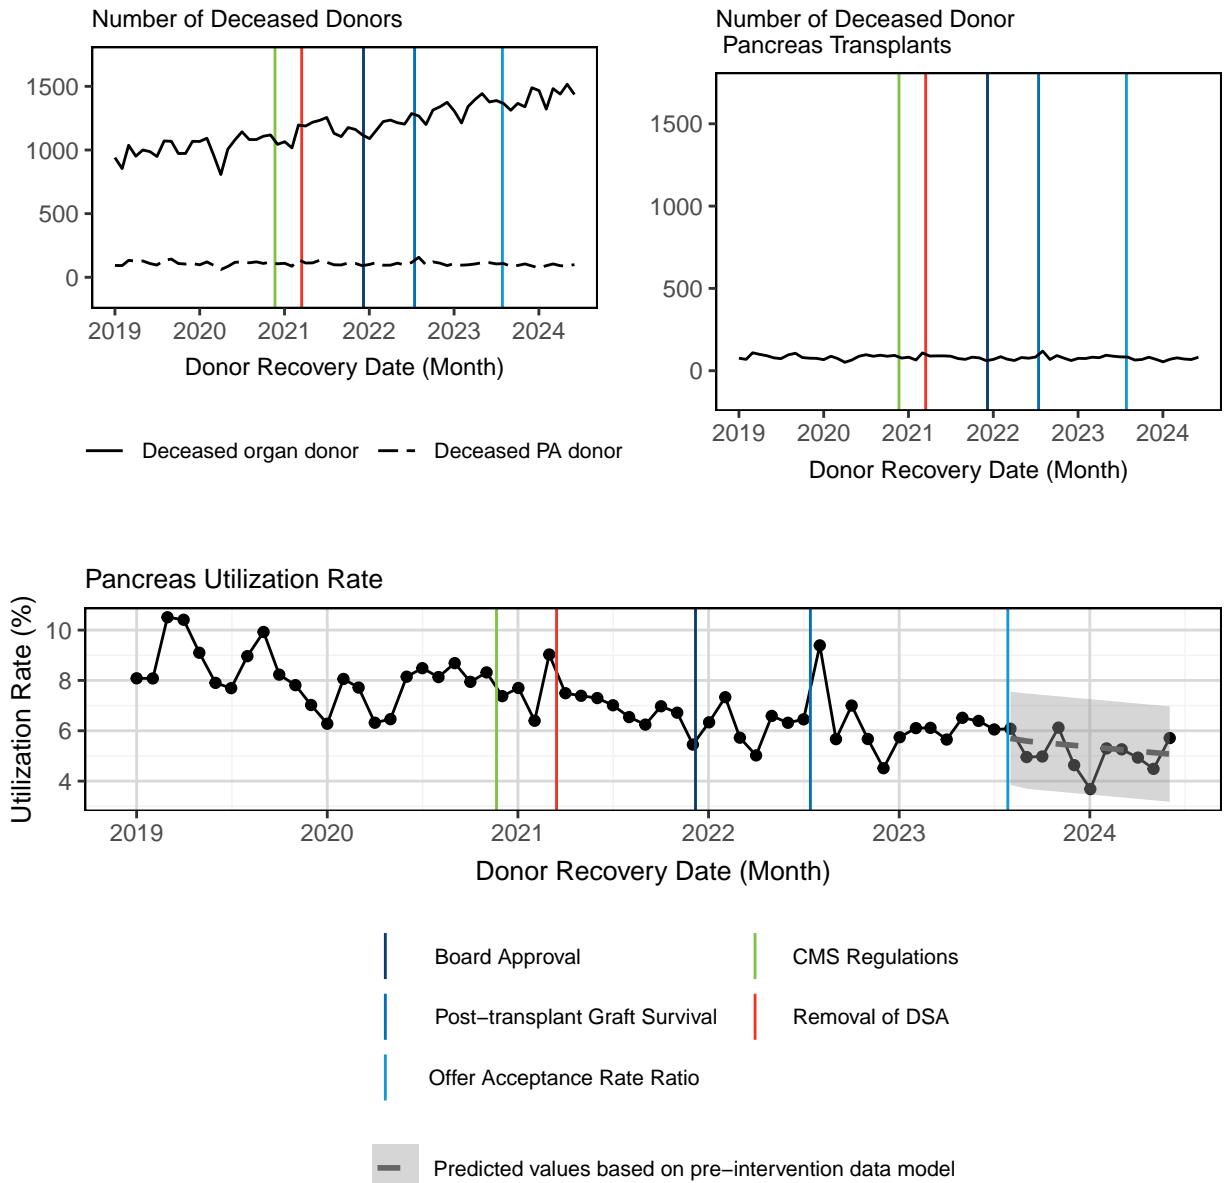 Number of Deceased Donors
1500
1000
500
0
2019 2020 2021 2022 2023 2024
Donor Recovery Date (Month)
Deceased organ donor Deceased PA donor
Number of Deceased Donor
Pancreas Transplants
1500
1000
500
0
2019 2020 2021 2022 2023 2024
Donor Recovery Date (Month)
Pancreas Utilization Rate
Utilization Rate (%)
10
8
6
4
2019 2020 2021 2022 2023 2024
Donor Recovery Date (Month)
Board Approval
CMS Regulations
Post−transplant Graft Survival
Removal of DSA
Offer Acceptance Rate Ratio
Predicted values based on pre−intervention data model